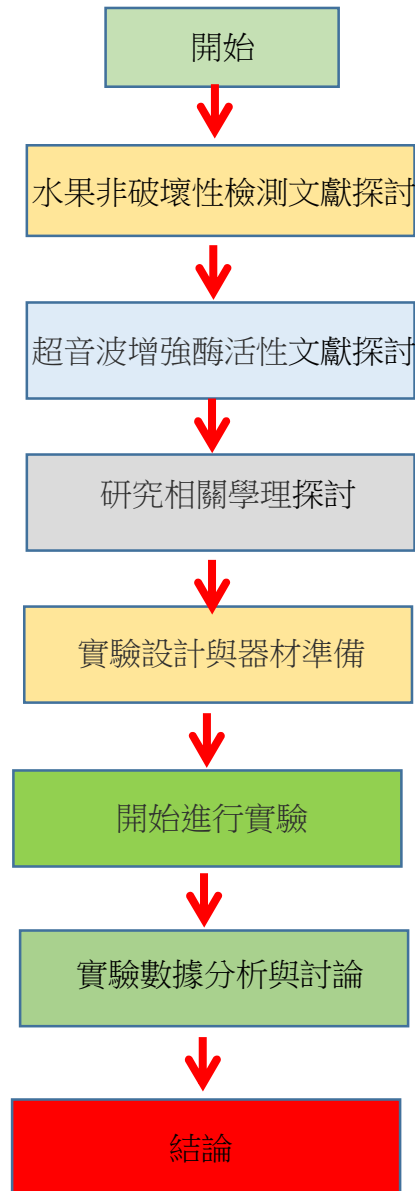 開始
水果非破壞性檢測文獻探討
超音波增強酶活性文獻探討
研究相關學理探討
實驗設計與器材準備
開始進行實驗
實驗數據分析與討論
結論